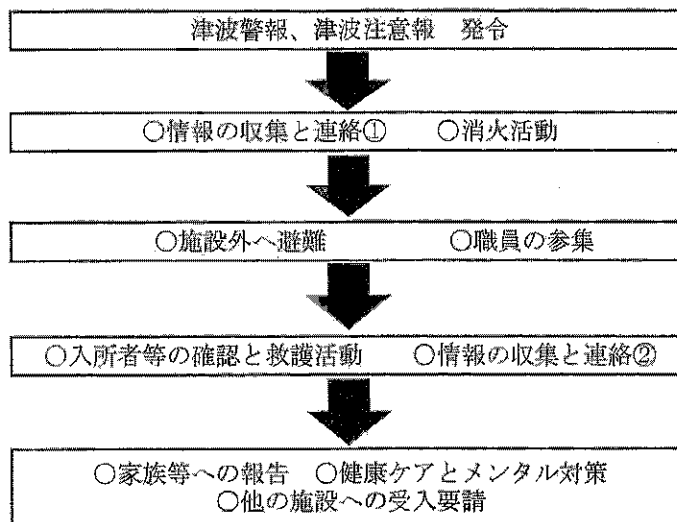 津波警報、津波注意報　発令
○情報の収集と連絡①　○消火活動
○施設外へ避難　○職員の参集
○入所者等の確認と救護活動　○情報の収集と連絡②
○家族等への報告　○健康ケアとメンタル対策
○他の施設への受入要請